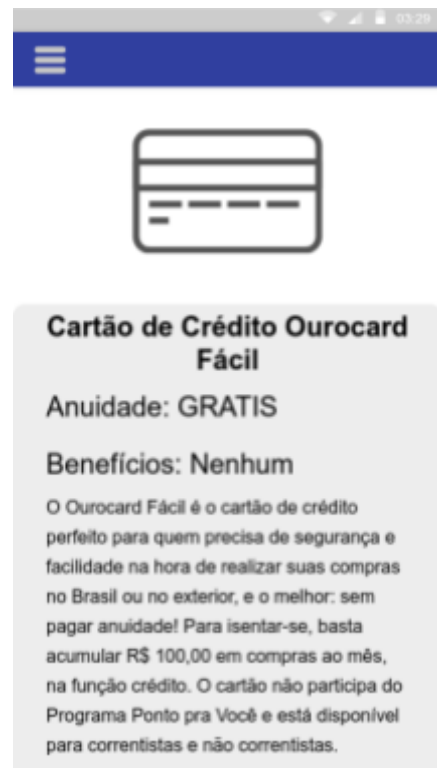 03:29
Cartão de Crédito Ourocard
Fácil
Anuidade: GRATIS
Benefícios: Nenhum
O Ourocard Fácil é o cartão de crédito
perfeito para quem precisa de segurança e
facilidade na hora de realizar suas compras
no Brasil ou no exterior, e o melhor: sem
pagar anuidade! Para isentar-se, basta
acumular R$ 100,00 em compras ao mês,
na função crédito. O cartão não participa do
Programa Ponto pra Você e está disponível
para correntistas e não correntistas.